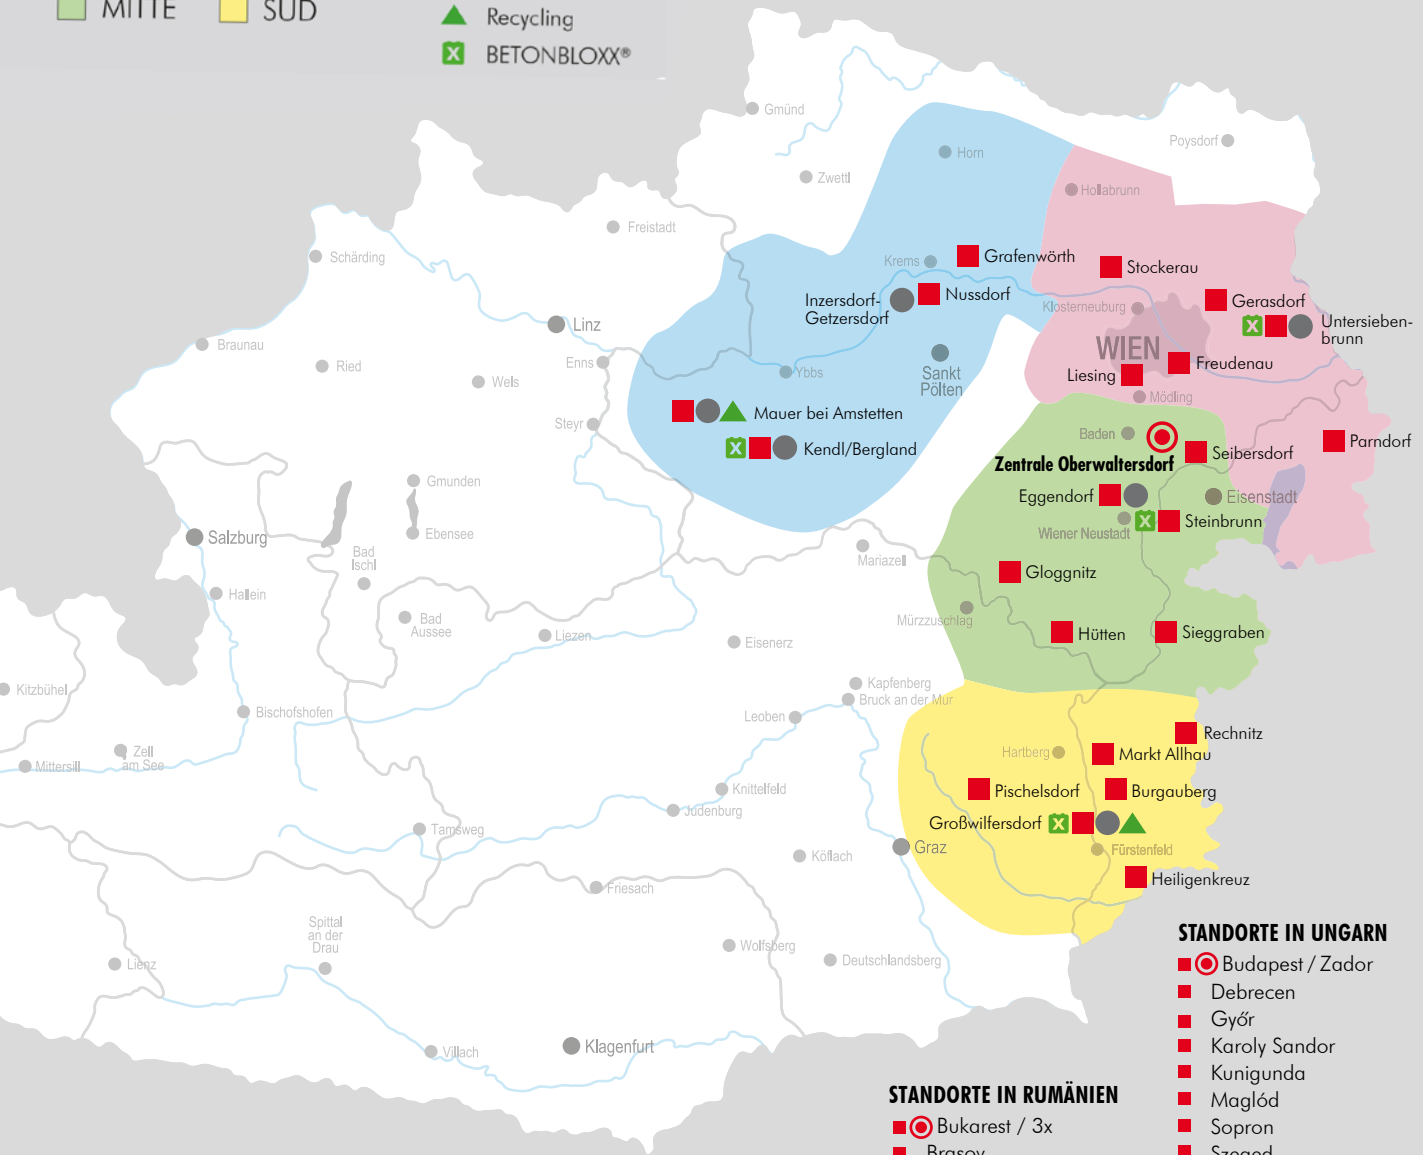 MITTE
SÜD
Recycling
BETONBLOXX®
Gmünd
Poysdorf
Horn
Zwettl
Hollabrunn
Freistadt
Schärding
Krems
Grafenwörth
Stockerau
Inzersdorf-
Getzersdorf
Nussdorf
Klosterneuburg
Gerasdorf
Untersieben-
brunn
Linz
WIEN
Braunau
Ried
Enns
Wels
Ybbs
Sankt
Pölten
Freudenau
Liesing
Mödling
Steyr
Mauer bei Amstetten
Kendl/Bergland
Baden
Parndorf
Seibersdorf
Zentrale Oberwaltersdorf
Gmunden
Eggendorf
Eisenstadt
Steinbrunn
Wiener Neustadt
Ebensee
Salzburg
Bad
Ischl
Mariazell
Gloggnitz
Hallein
Bad
Aussee
Liezen
Mürzzuschlag
Hütten
Sieggraben
Eisenerz
Kitzbühel
Kapfenberg
Bruck an der Mur
Bischofshofen
Leoben
Rechnitz
Zell
am See
Mittersill
Hartberg
Markt Allhau
Knittelfeld
Judenburg
Pischelsdorf
Burgauberg
Großwilfersdorf
Tamsweg
Köflach
Graz
Fürstenfeld
Heiligenkreuz
Friesach
Spittal
an der
Drau
Wolfsberg
Lienz
Deutschlandsberg
Villach
Klagenfurt
STANDORTE IN UNGARN
Budapest / Zador
Debrecen
Győr
Karoly Sandor
Kunigunda
Maglód
Sopron
Szeged
STANDORTE IN RUMÄNIEN
Bukarest / 3x
Brasov